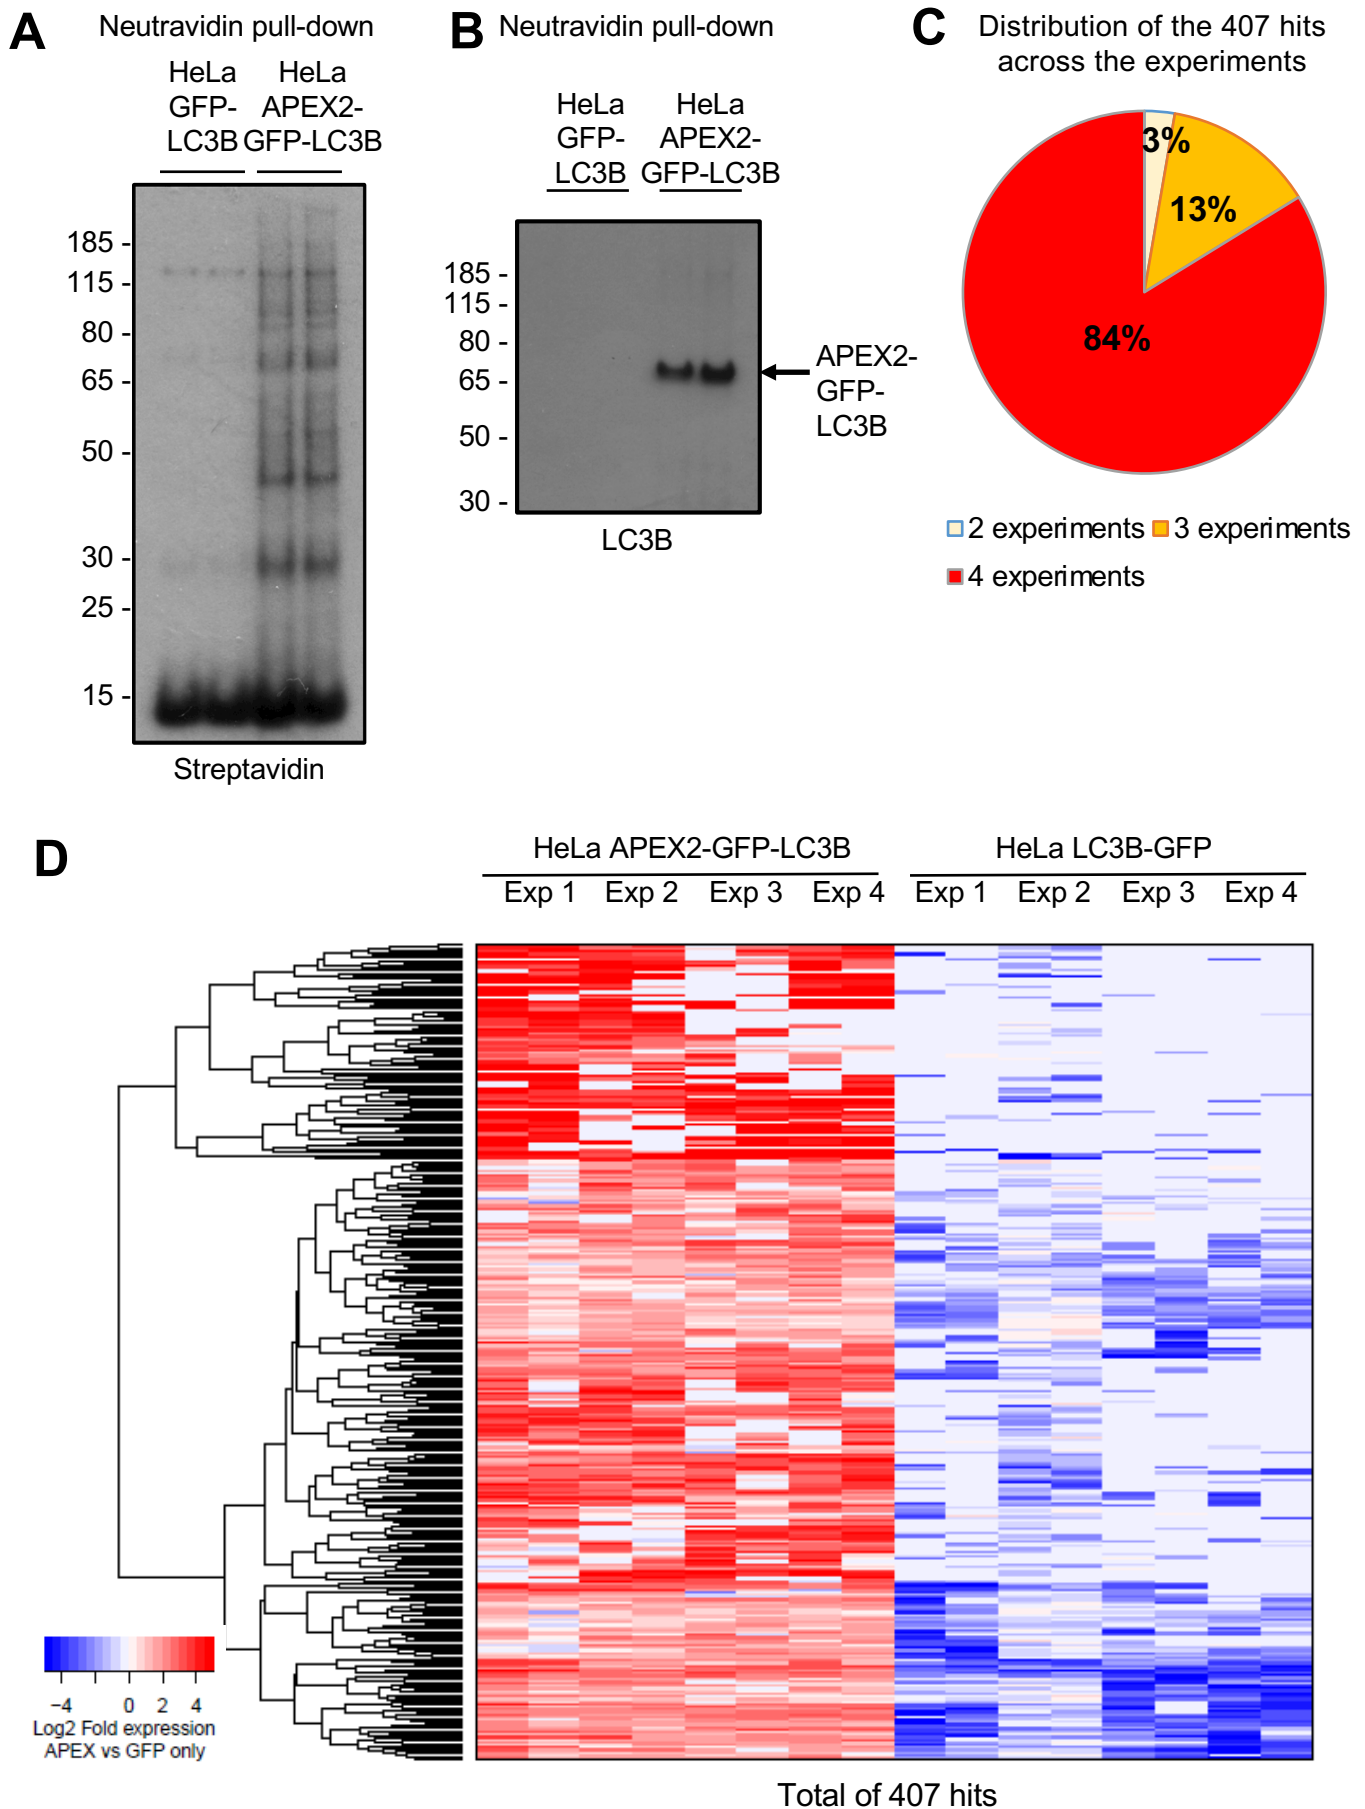 A
Neutravidin pull-down
HeLa
GFP-
LC3B
HeLa
APEX2-
GFP-LC3B
185 -
115 -
80 -
65 -
50 -
30 -
25 -
15 -
Streptavidin
B
Neutravidin pull-down
HeLa
GFP-
LC3B
HeLa
APEX2-
GFP-LC3B
185 -
115 -
80 -
65 -
50 -
30 -
APEX2-
GFP-
LC3B
LC3B
C
Distribution of the 407 hits
across the experiments
3%
13%
84%
2 experiments 3 experiments
4 experiments
D
HeLa APEX2-GFP-LC3B HeLa LC3B-GFP
Exp 1 Exp 2 Exp 3 Exp 4 Exp 1 Exp 2 Exp 3 Exp 4
−4 0 2 4
Log2 Fold expression
APEX vs GFP only
Total of 407 hits